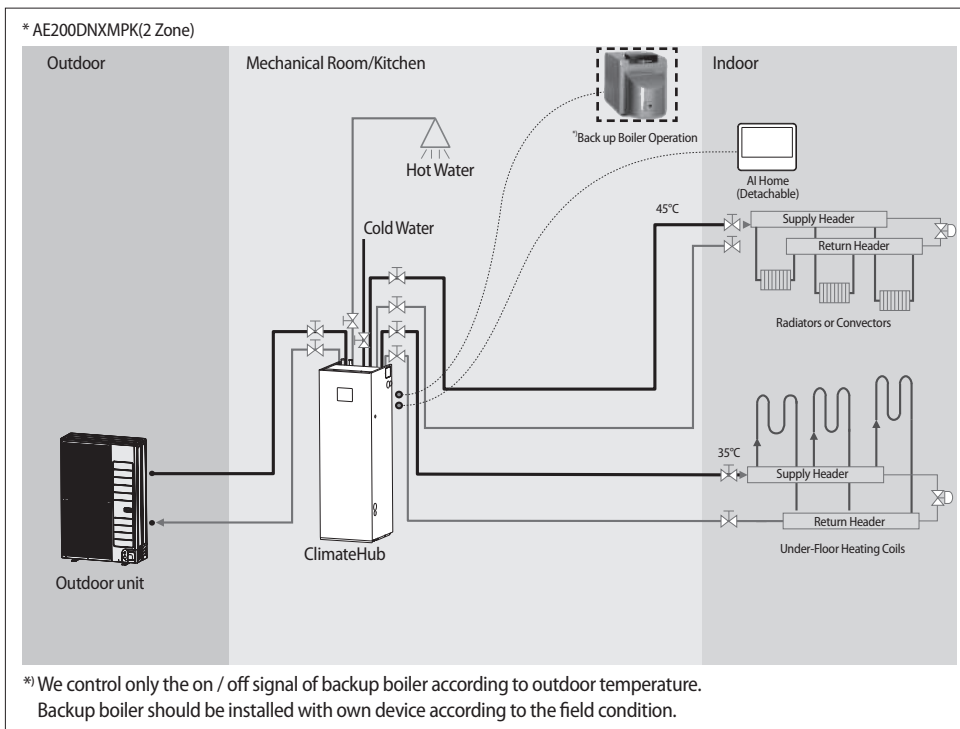 * AE200DNXMPK(2 Zone)
Outdoor
Mechanical Room/Kitchen
Indoor
*)Back up Boiler Operation
AI Home
(Detachable)
Hot Water
Cold Water
45°C
Supply Header
Return Header
Radiators or Convectors
35°C
Supply Header
Return Header
Under-Floor Heating Coils
ClimateHub
Outdoor unit
*) We control only the on / off signal of backup boiler according to outdoor temperature.
Backup boiler should be installed with own device according to the field condition.